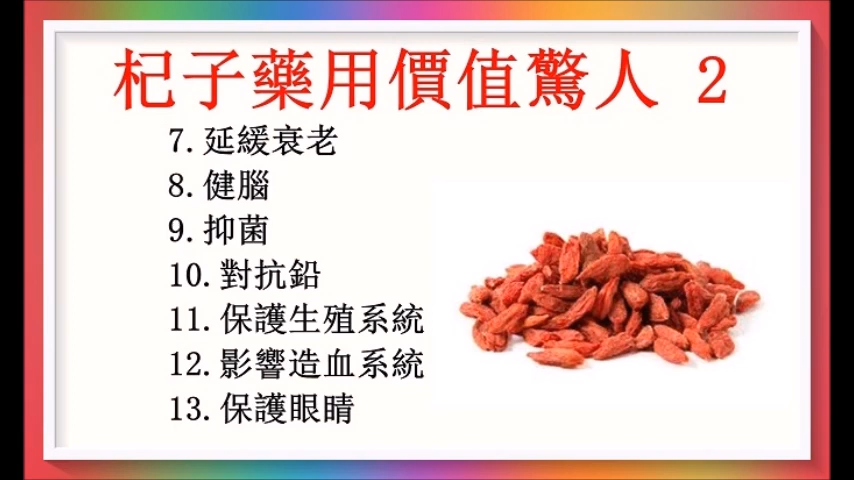 杞子藥用價值驚人 2
7.延緩衰老
8.健腦
9.抑菌
10.對抗鉛
11.保護生殖系統
12.影響造血系統
13.保護眼睛